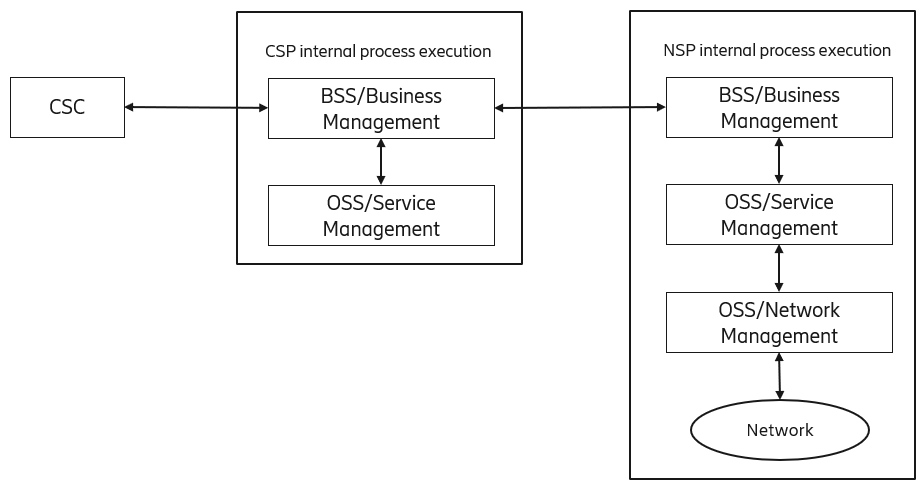 CSC
CSP internal process execution
BSS/Business
Management
OSS/Service
Management
NSP internal process execution
BSS/Business
Management
OSS/Service
Management
OSS/Network
Management
Network